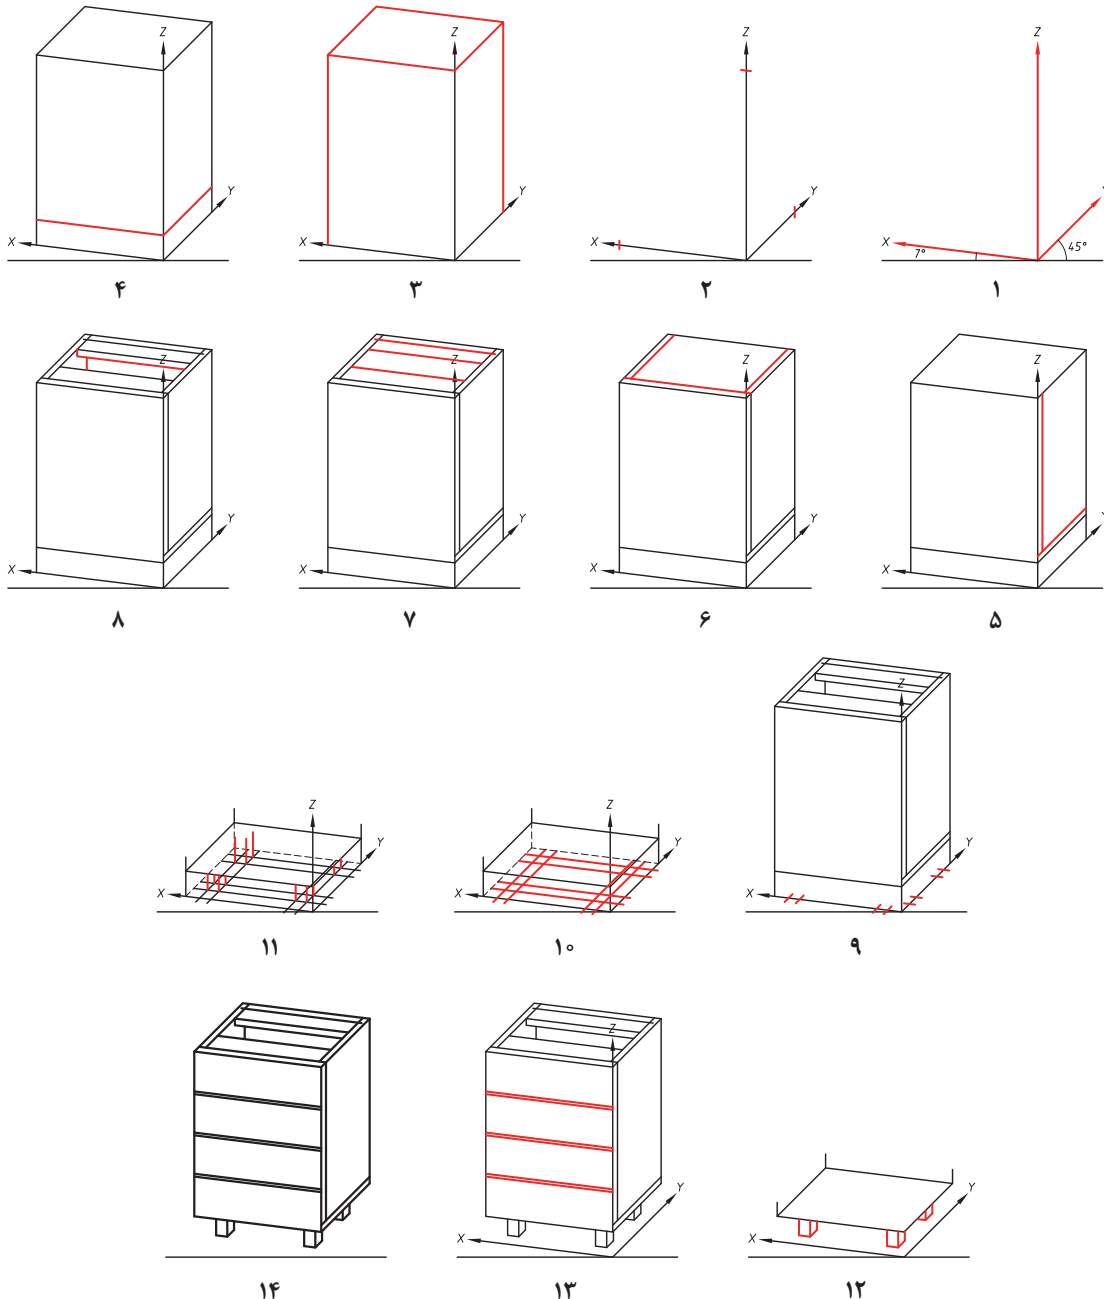 Z Z Z Z
Y Y Y Y
X X X 7° 45° X
۴ ۳ ۲ ۱
Z Z Z Z
Y Y Y Y
X X X X
۸ ۷ ۶ ۵
Z Z Z
Y Y Y
X X X
۱۱ ۱۰ ۹
Z
Y Y
X X
۱۴ ۱۳ ۱۲